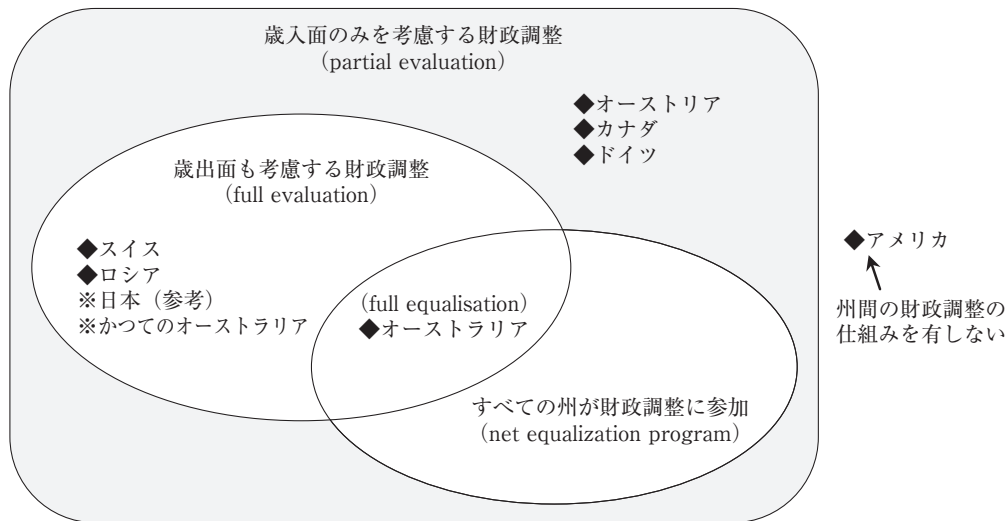 歳入面のみを考慮する財政調整
(partial evaluation)
◆オーストリア
◆カナダ
◆ドイツ
歳出面も考慮する財政調整
(full evaluation)
◆スイス
◆ロシア
※日本（参考）
※かつてのオーストラリア
(full equalisation)
◆オーストラリア
すべての州が財政調整に参加
(net equalization program)
◆アメリカ
州間の財政調整の
仕組みを有しない